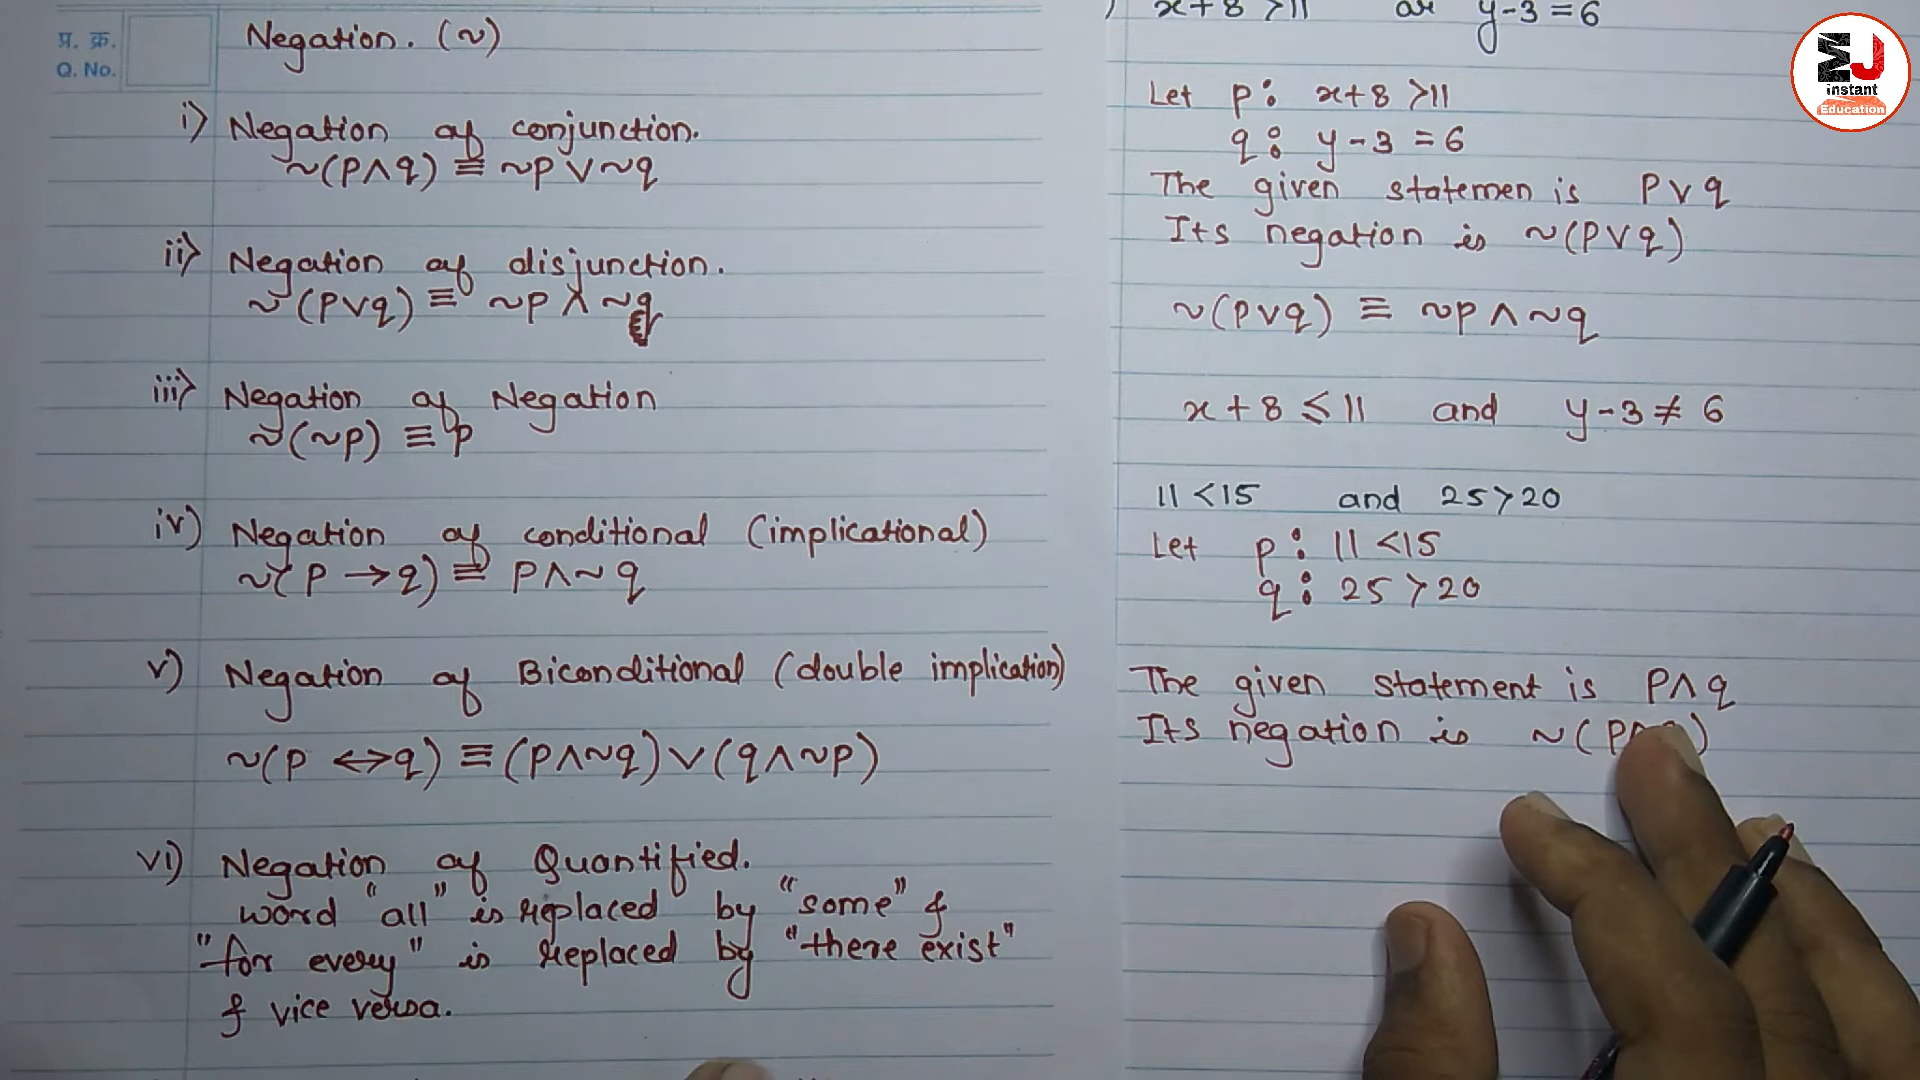 प्र. क्र.
Q. No.
Negation. (~)
i) Negation of conjunction.
~(p∧q) ≡ ~p ∨ ~q
ii) Negation of disjunction.
~(p∨q) ≡ ~p ∧ ~q
iii) Negation of Negation
~(~p) ≡ p
iv) Negation of conditional (implicational)
~(p → q) ≡ p ∧ ~q
v) Negation of Biconditional (double implication)
~(p ↔ q) ≡ (p∧~q) ∨ (q∧~p)
vi) Negation of Quantified.
word "all" is replaced by "some" &
"for every" is replaced by "there exist"
& vice versa.
x+8 >11 or y-3 = 6
Let p : x+8 >11
q : y-3 = 6
The given statemen is p∨q
Its negation is ~(p∨q)
~(p∨q) ≡ ~p ∧ ~q
x+8 ≤ 11 and y-3 ≠ 6
11 <15 and 25>20
Let p : 11 <15
q : 25 >20
The given statement is p∧q
Its negation is ~(p∧ )
MJ
instant
Education